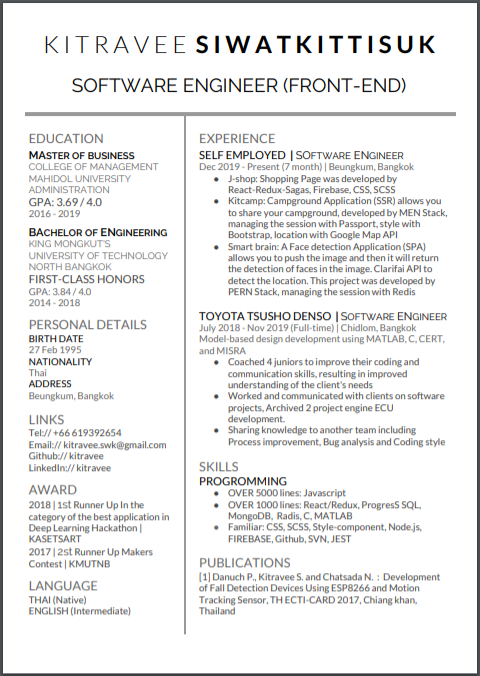 KITRAVEE SIWATKITTISUK
SOFTWARE ENGINEER (FRONT-END)
EDUCATION
MASTER OF BUSINESS
COLLEGE OF MANAGEMENT
MAHIDOL UNIVERSITY
ADMINISTRATION
GPA: 3.69 / 4.0
2016 - 2019
BACHELOR OF ENGINEERING
KING MONGKUT'S
UNIVERSITY OF TECHNOLOGY
NORTH BANGKOK
FIRST-CLASS HONORS
GPA: 3.84 / 4.0
2014 - 2018
PERSONAL DETAILS
BIRTH DATE
27 Feb 1995
NATIONALITY
Thai
ADDRESS
Beungkum, Bangkok
LINKS
Tel:// +66 619392654
Email:// kitravee.swk@gmail.com
Github:// kitravee
LinkedIn:// kitravee
AWARD
2018 | 1st Runner Up In the
category of the best application in
Deep Learning Hackathon |
KASETSART
2017 | 2st Runner Up Makers
Contest | KMUTNB
LANGUAGE
THAI (Native)
ENGLISH (Intermediate)
EXPERIENCE
SELF EMPLOYED | SOFTWARE ENGINEER
Dec 2019 - Present (7 month) | Beungkum, Bangkok
● J-shop: Shopping Page was developed by
React-Redux-Sagas, Firebase, CSS, SCSS
● Kitcamp: Campground Application (SSR) allows you
to share your campground, developed by MEN Stack,
managing the session with Passport, style with
Bootstrap, location with Google Map API
● Smart brain: A Face detection Application (SPA)
allows you to push the image and then it will return
the detection of faces in the image. Clarifai API to
detect the location. This project was developed by
PERN Stack, managing the session with Redis
TOYOTA TSUSHO DENSO | SOFTWARE ENGINEER
July 2018 - Nov 2019 (Full-time) | Chidlom, Bangkok
Model-based design development using MATLAB, C, CERT,
and MISRA
● Coached 4 juniors to improve their coding and
communication skills, resulting in improved
understanding of the client's needs
● Worked and communicated with clients on software
projects, Archived 2 project engine ECU
development.
● Sharing knowledge to another team including
Process improvement, Bug analysis and Coding style
SKILLS
PROGRAMMING
● OVER 5000 lines: Javascript
● OVER 1000 lines: React/Redux, ProgresS SQL,
MongoDB, Radis, C, MATLAB
● Familiar: CSS, SCSS, Style-component, Node.js,
FIREBASE, Github, SVN, JEST
PUBLICATIONS
[1] Danuch P., Kitravee S. and Chatsada N. : Development
of Fall Detection Devices Using ESP8266 and Motion
Tracking Sensor, TH ECTI-CARD 2017, Chiang khan,
Thailand